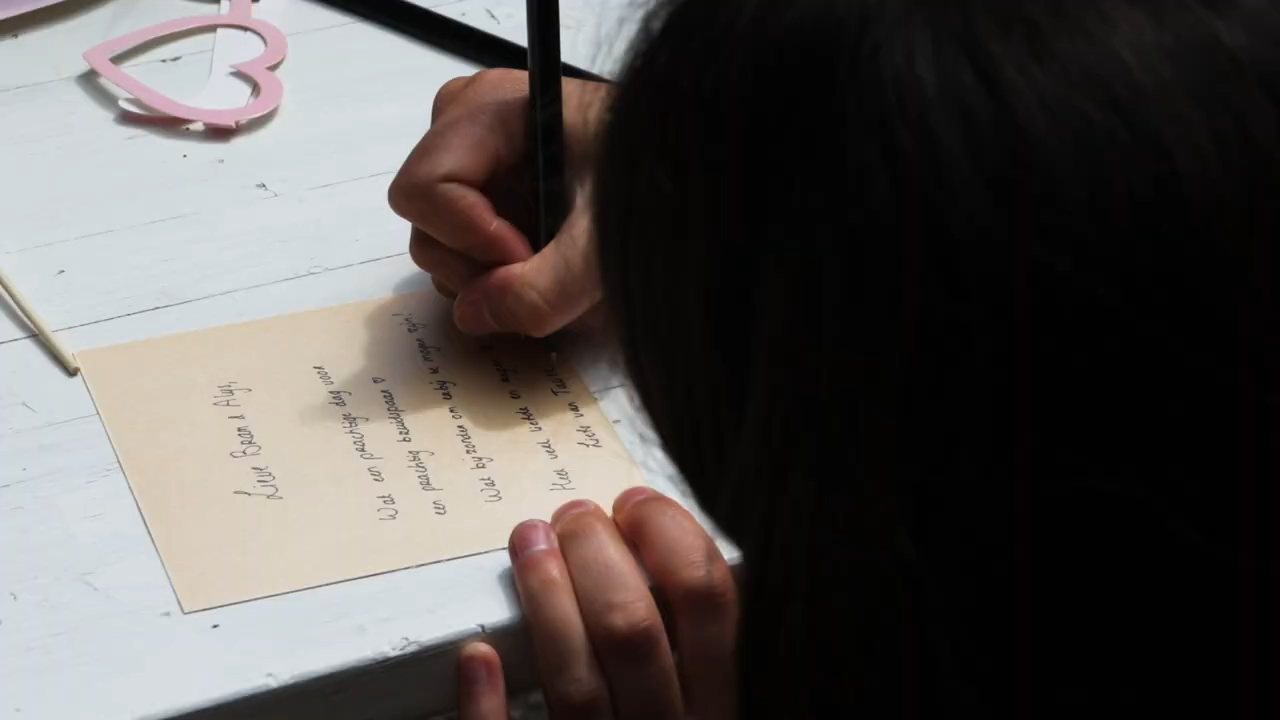 Lieve Bram & Alys,
Wat een prachtige dag voor
een prachtig bruidspaar ♡
Wat bijzonder om erbij te mogen zijn!
Heel veel liefde en
Liefs van